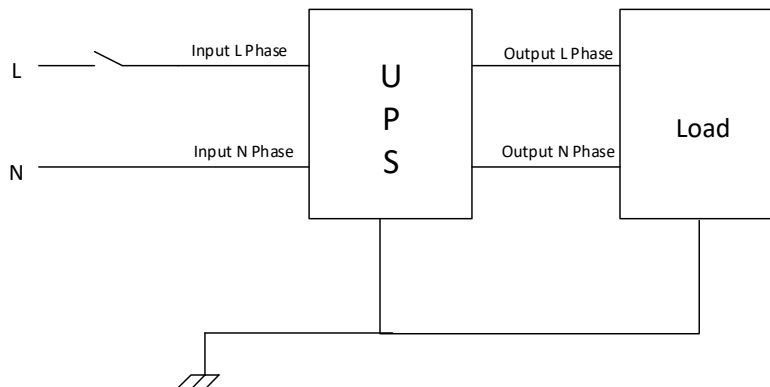 L
Input L Phase
U
P
S
Output L Phase
Load
N
Input N Phase
Output N Phase